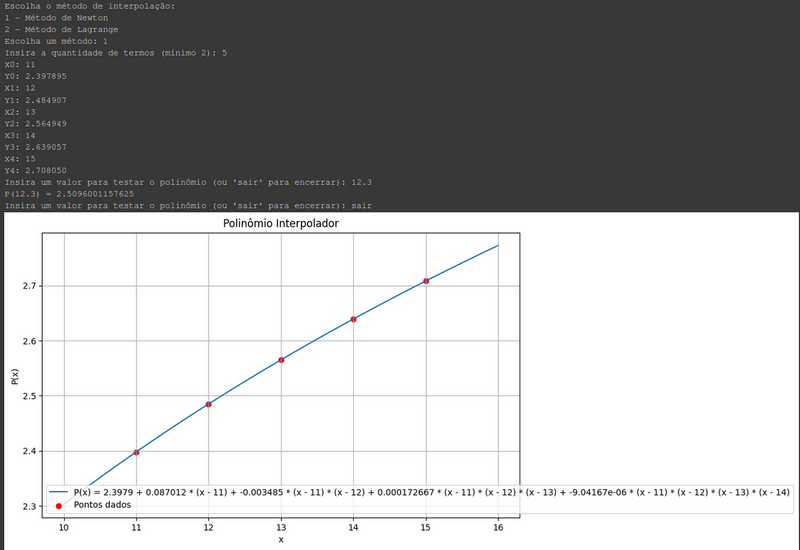 Escolha o método de interpolação:
1 - Método de Newton
2 - Método de Lagrange
Escolha um método: 1
Insira a quantidade de termos (mínimo 2): 5
X0: 11
Y0: 2.397895
X1: 12
Y1: 2.484907
X2: 13
Y2: 2.564949
X3: 14
Y3: 2.639057
X4: 15
Y4: 2.708050
Insira um valor para testar o polinômio (ou 'sair' para encerrar): 12.3
P(12.3) = 2.5096001157625
Insira um valor para testar o polinômio (ou 'sair' para encerrar): sair
Polinômio Interpolador
2.7
2.6
2.5
2.4
2.3
P(x)
P(x) = 2.3979 + 0.087012 * (x - 11) + -0.003485 * (x - 11) * (x - 12) + 0.000172667 * (x - 11) * (x - 12) * (x - 13) + -9.04167e-06 * (x - 11) * (x - 12) * (x - 13) * (x - 14)
Pontos dados
10 11 12 13 14 15 16
x